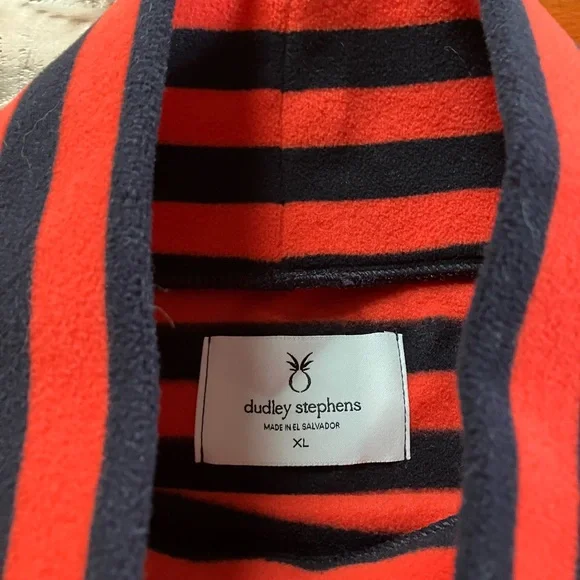 dudley stephens
MADE IN EL SALVADOR
XL